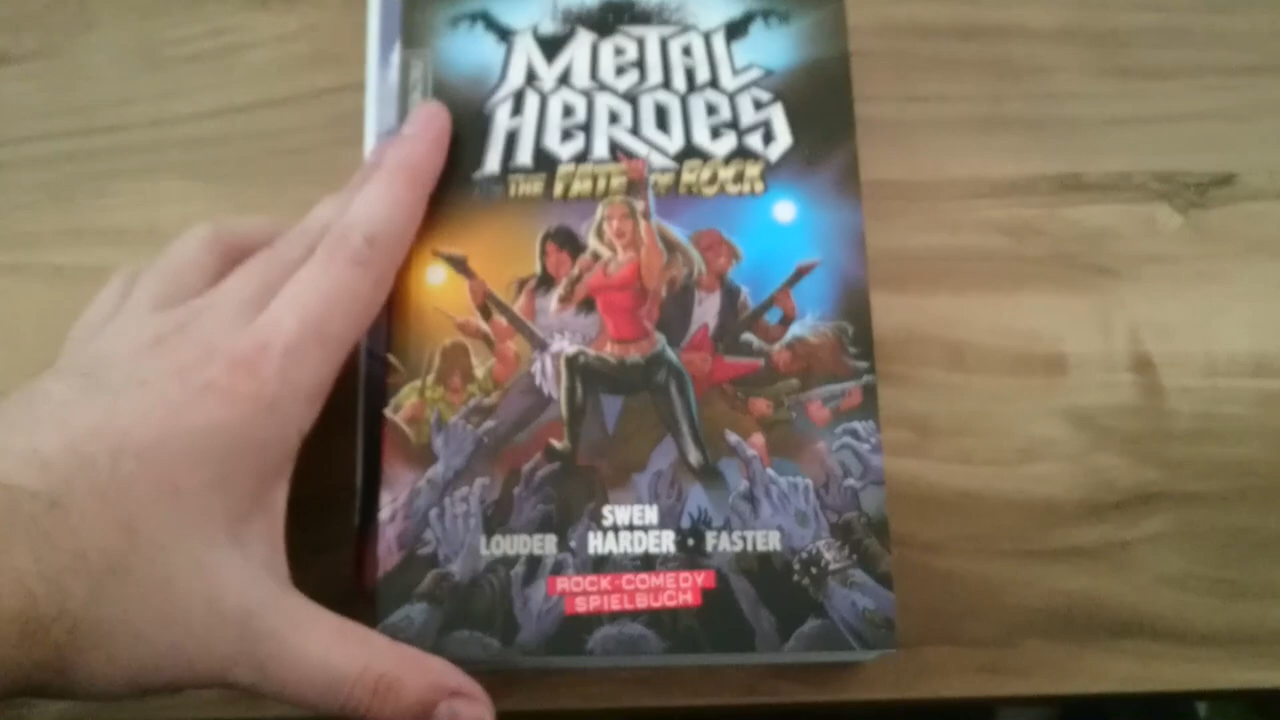 METAL
HEROES
THE FATE OF ROCK
SWEN
LOUDER · HARDER · FASTER
ROCK-COMEDY
SPIELBUCH